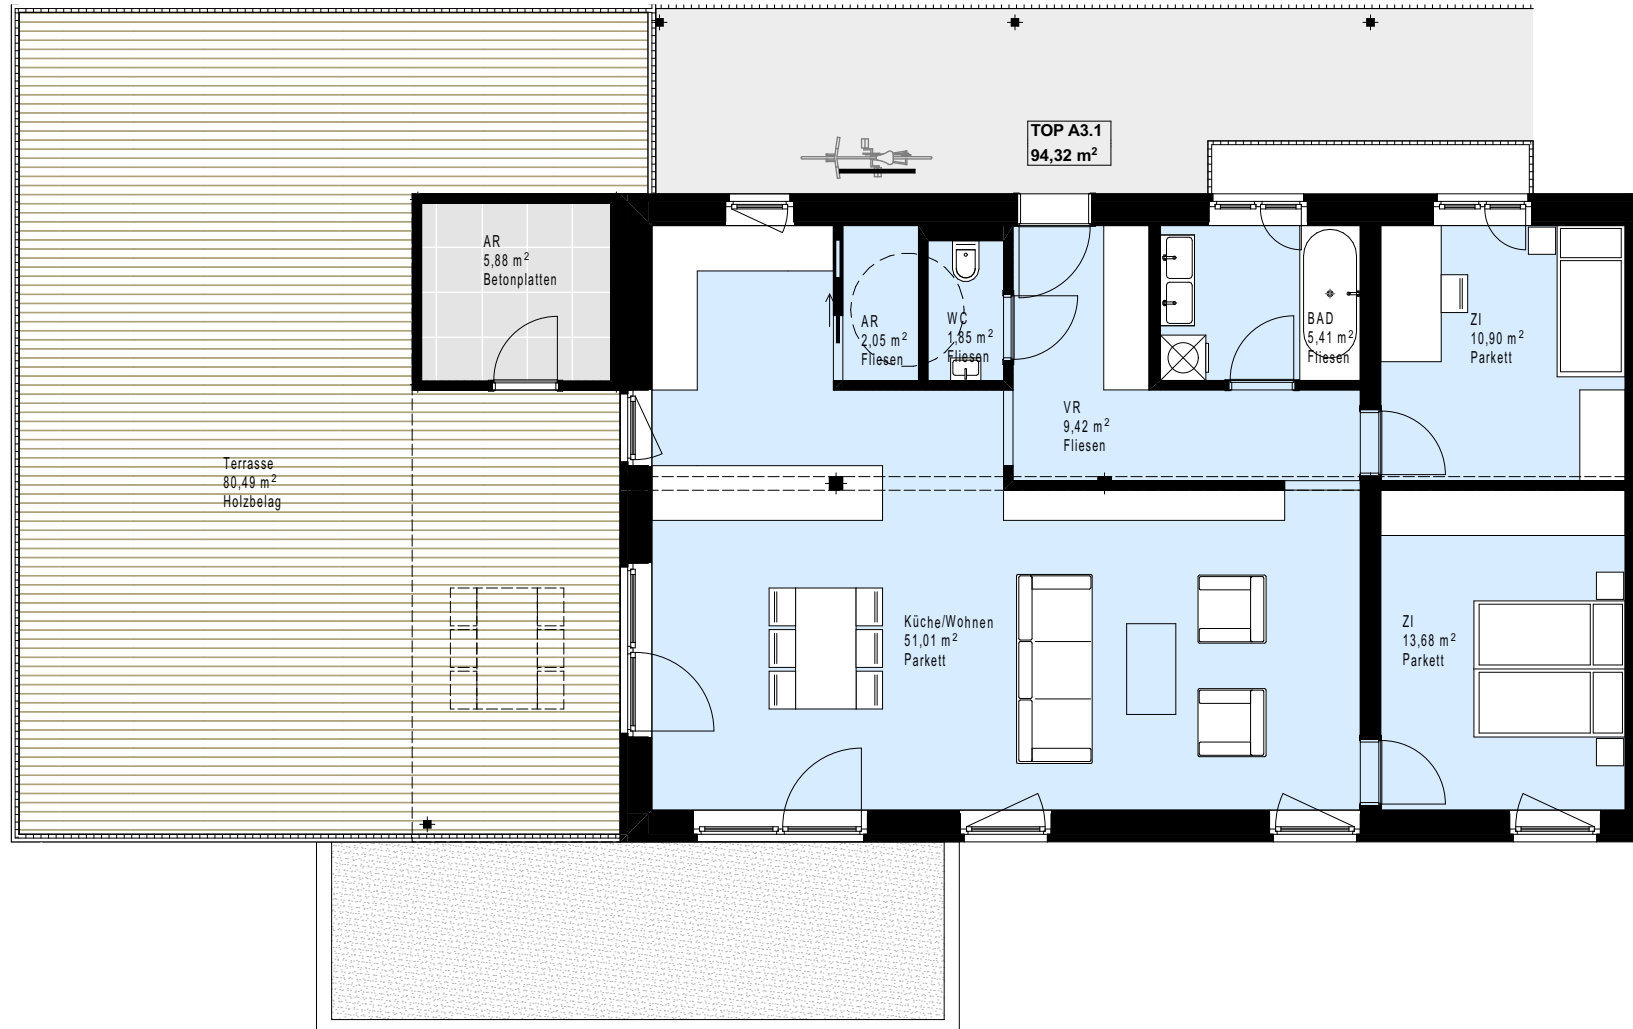 TOP A3.1
94,32 m²
AR
5,88 m²
Betonplatten
AR
2,05 m²
Fliesen
WC
1,85 m²
Fliesen
BAD
5,41 m²
Fliesen
ZI
10,90 m²
Parkett
VR
9,42 m²
Fliesen
Terrasse
80,49 m²
Holzbelag
Küche/Wohnen
51,01 m²
Parkett
ZI
13,68 m²
Parkett